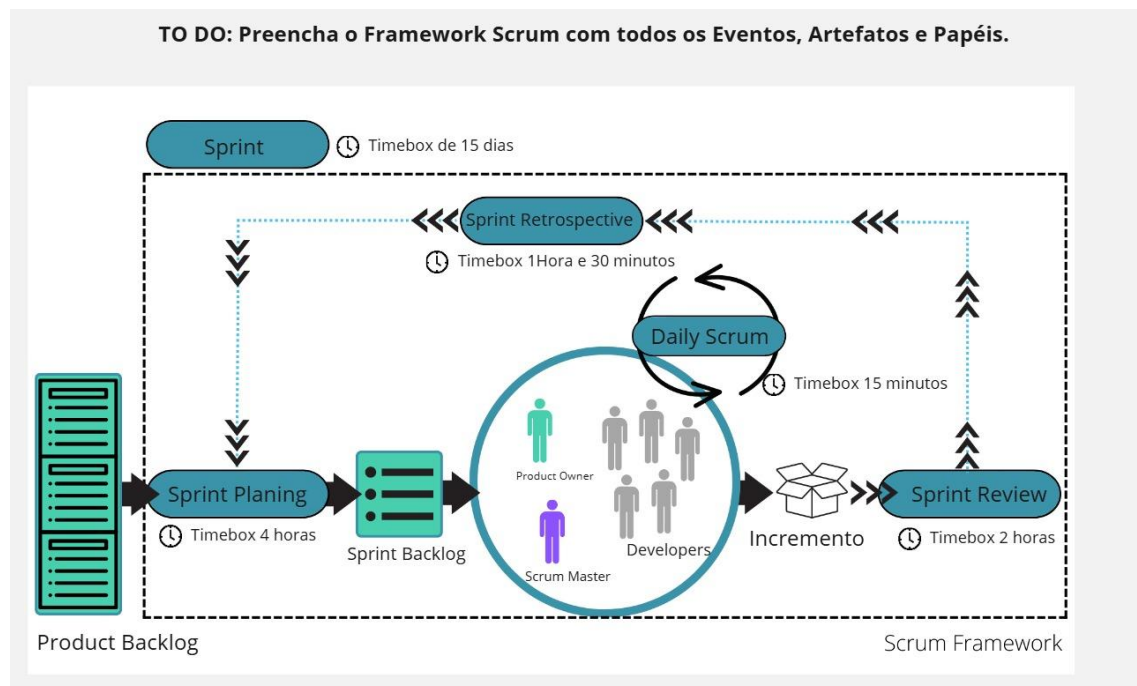 TO DO: Preencha o Framework Scrum com todos os Eventos, Artefatos e Papéis.
Sprint
Timebox de 15 dias
Sprint Retrospective
Timebox 1Hora e 30 minutos
Daily Scrum
Timebox 15 minutos
Product Owner
Sprint Planing
Timebox 4 horas
Sprint Backlog
Scrum Master
Developers
Incremento
Sprint Review
Timebox 2 horas
Product Backlog
Scrum Framework